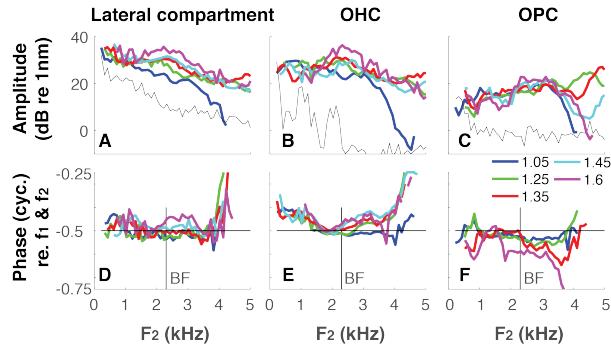 Lateral compartment OHC OPC
Amplitude
(dB re 1nm)
40
20
0
A B C
1.05 1.45
1.25 1.6
1.35
Phase (cyc.)
re. f1 & f2
-0.25
-0.5
-0.75
D BF E BF F BF
0 1 2 3 4 5 0 1 2 3 4 5 0 1 2 3 4 5
F2 (kHz) F2 (kHz) F2 (kHz)